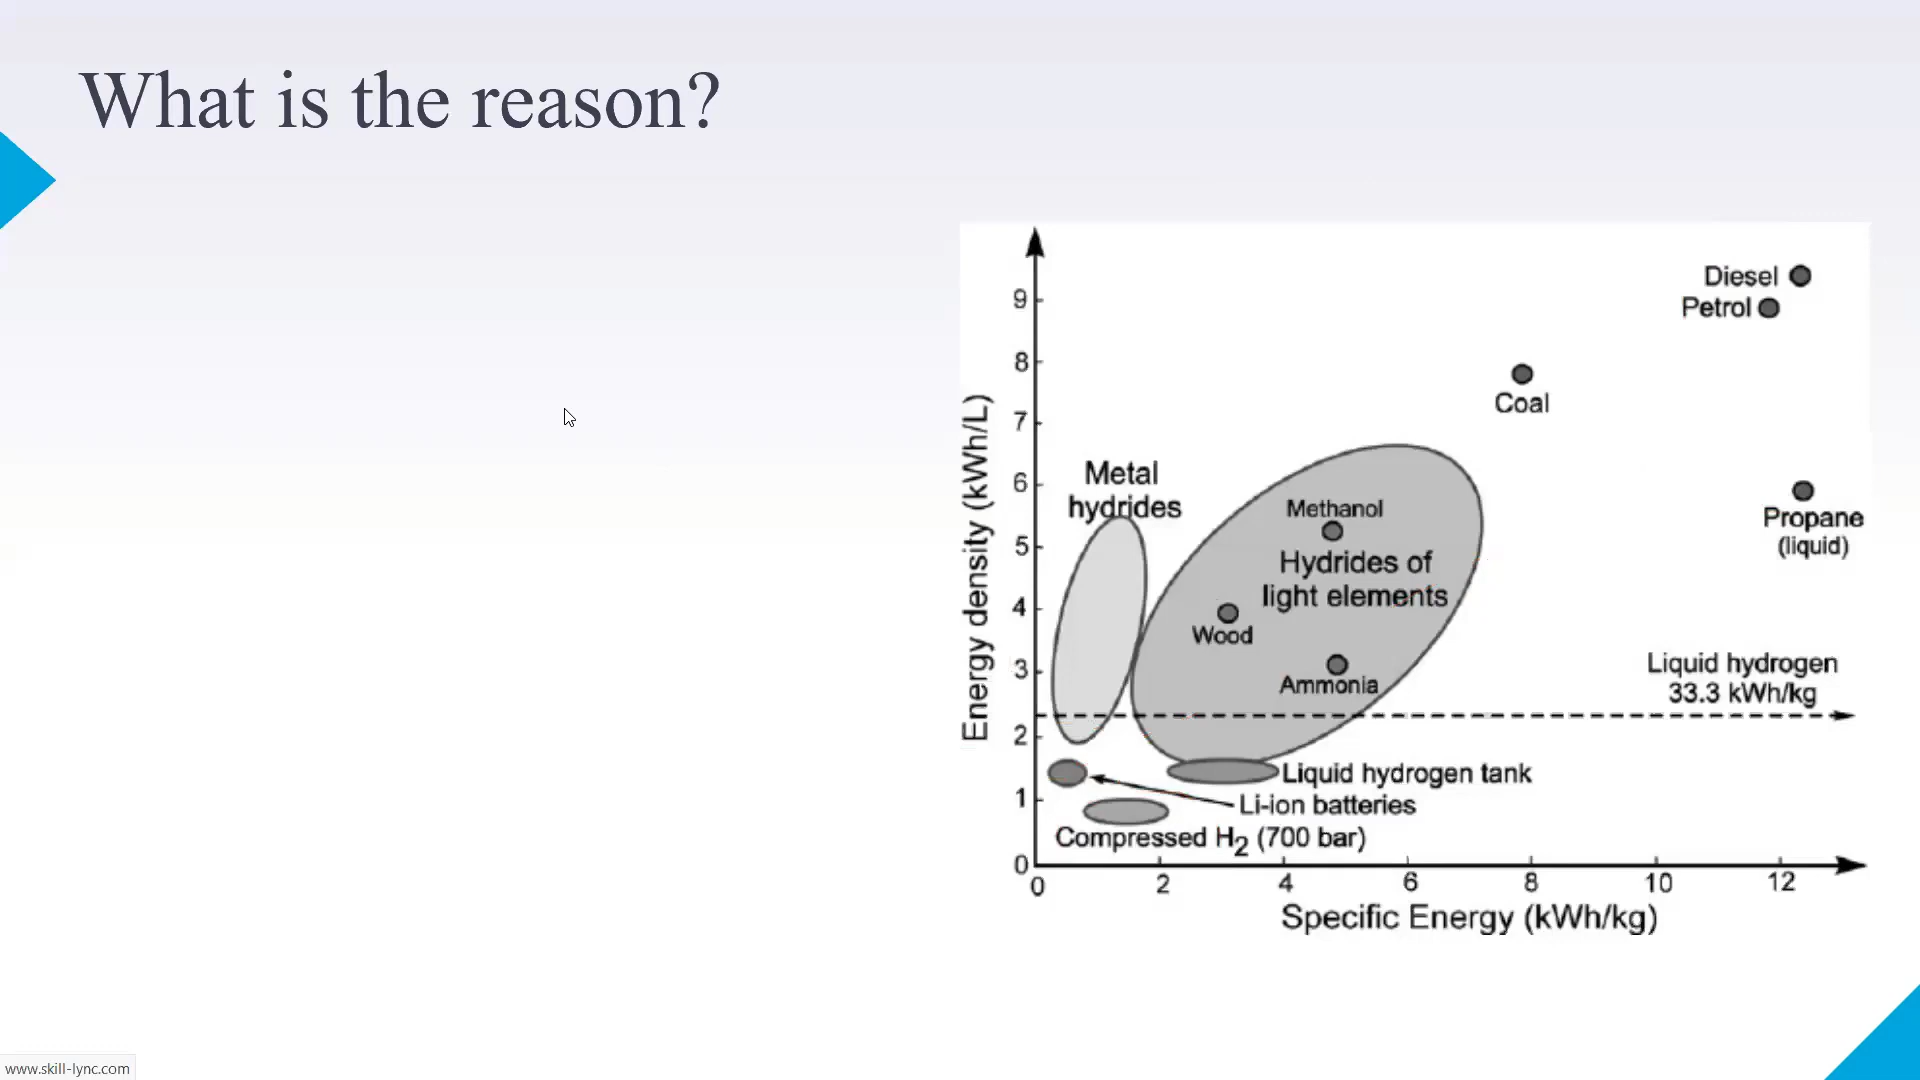 What is the reason?
Energy density (kWh/L)
9
8
7
6
5
4
3
2
1
0
Diesel
Petrol
Coal
Metal
hydrides
Methanol
Propane
(liquid)
Hydrides of
light elements
Wood
Ammonia
Liquid hydrogen
33.3 kWh/kg
Liquid hydrogen tank
Li-ion batteries
Compressed H2 (700 bar)
0 2 4 6 8 10 12
Specific Energy (kWh/kg)
www.skill-lync.com